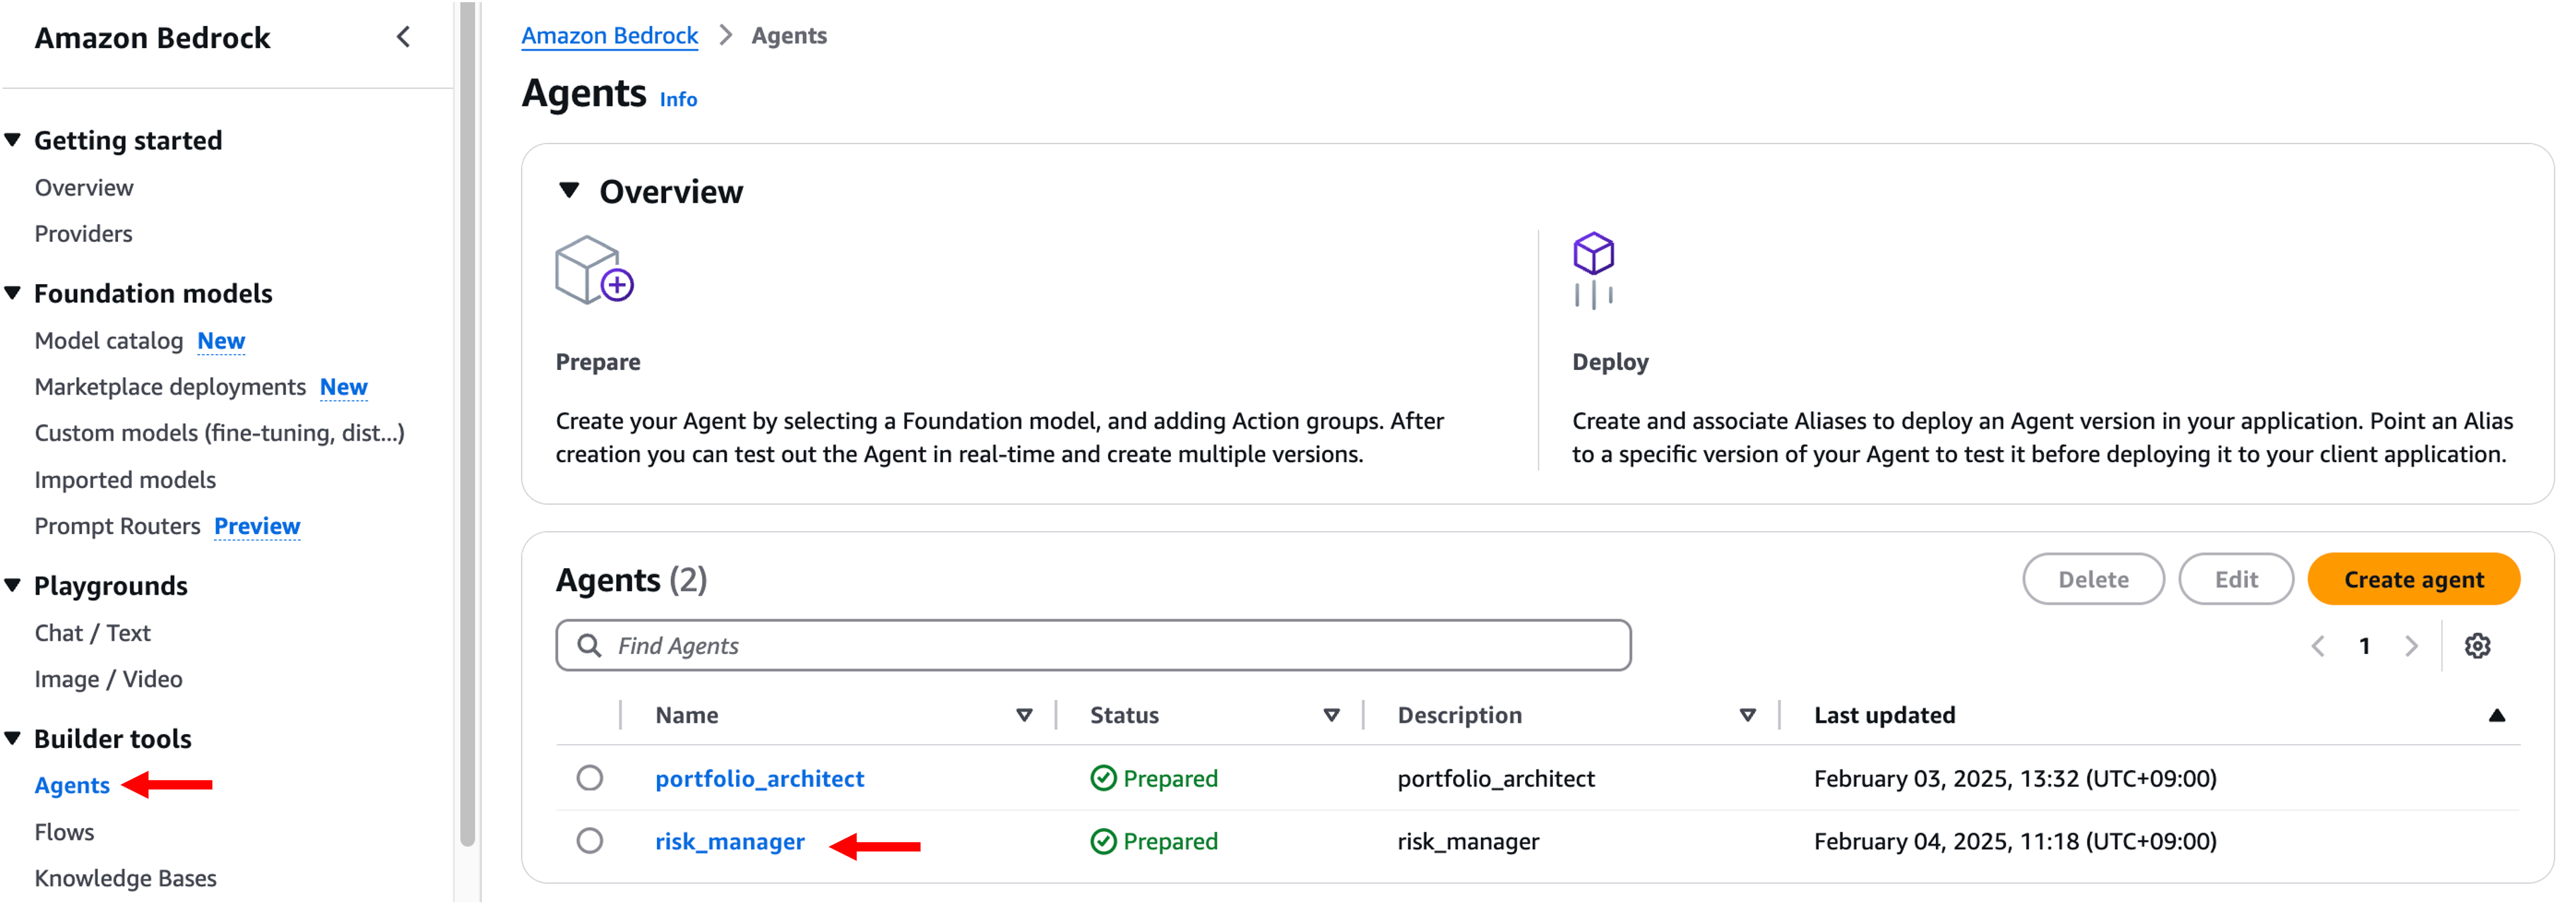 Amazon Bedrock
Getting started
Overview
Providers
Foundation models
Model catalog New
Marketplace deployments New
Custom models (fine-tuning, dist...)
Imported models
Prompt Routers Preview
Playgrounds
Chat / Text
Image / Video
Builder tools
Agents
Flows
Knowledge Bases
Amazon Bedrock > Agents
Agents Info
Overview
Prepare
Create your Agent by selecting a Foundation model, and adding Action groups. After
creation you can test out the Agent in real-time and create multiple versions.
Deploy
Create and associate Aliases to deploy an Agent version in your application. Point an Alias
to a specific version of your Agent to test it before deploying it to your client application.
Agents (2)
Delete Edit Create agent
Find Agents
1
Name Status Description Last updated
portfolio_architect Prepared portfolio_architect February 03, 2025, 13:32 (UTC+09:00)
risk_manager Prepared risk_manager February 04, 2025, 11:18 (UTC+09:00)